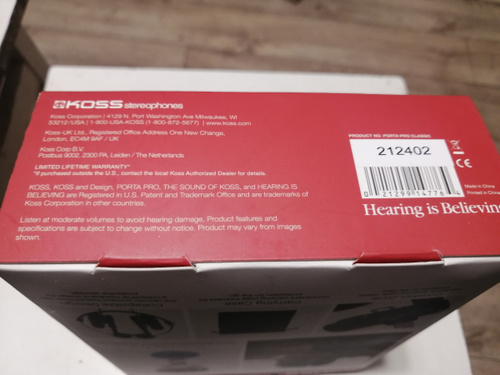 KOSS stereophones
Koss Corporation / 4129 N. Port Washington Ave Milwaukee, WI
53212 / USA | 1-800-USA-KOSS (1-800-872-5677) | www.koss.com
Koss-UK Ltd., Registered Office Address One New Change,
London, EC4M 9AF / UK
Koss Corp B.V.
Postbus 9002, 2300 PA, Leiden / The Netherlands
LIMITED LIFETIME WARRANTY*
*If purchased outside the U.S., contact the local Koss Authorized Dealer for details.
KOSS, KOSS and Design, PORTA PRO, THE SOUND OF KOSS, and HEARING IS
BELIEVING are Registered in U.S. Patent and Trademark Office and are trademarks of
Koss Corporation in other countries.
Listen at moderate volumes to avoid hearing damage, Product features and
specifications are subject to change without notice. Product may vary from images
shown.
PRODUCT NO. PORTA PRO CLASSIC
212402
0 21299 14776 4
CE
Made in China
Hearing is Believing
Carrying Case